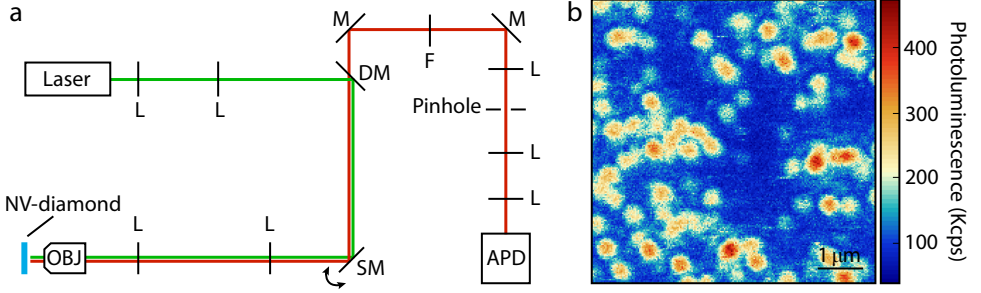 a
M
M
F
DM
Laser
L
L
L
Pinhole
L
L
NV-diamond
L
L
OBJ
SM
APD
b
1 μm
400
300
200
100
Photoluminescence (Kcps)